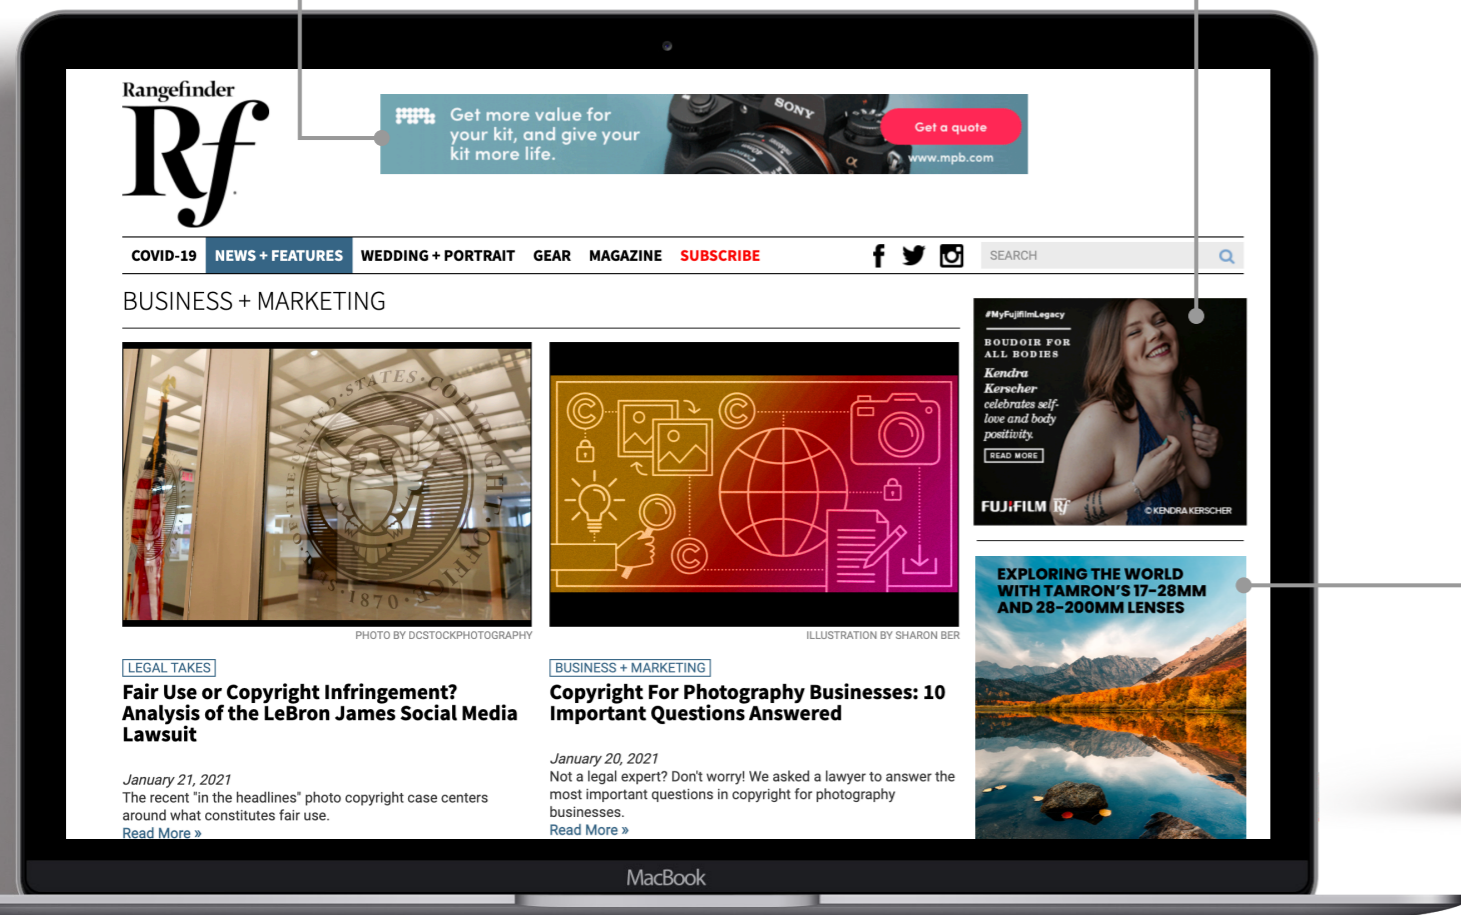 Rangefinder
Rf
Get more value for
your kit, and give your
kit more life.
SONY
α
Get a quote
www.mpb.com
COVID-19 NEWS + FEATURES WEDDING + PORTRAIT GEAR MAGAZINE SUBSCRIBE
SEARCH
BUSINESS + MARKETING
STATES COPYRIGHT OFFICE
1870
PHOTO BY DCSTOCKPHOTOGRAPHY
LEGAL TAKES
Fair Use or Copyright Infringement?
Analysis of the LeBron James Social Media
Lawsuit
January 21, 2021
The recent "in the headlines" photo copyright case centers
around what constitutes fair use.
Read More »
© © ©
ILLUSTRATION BY SHARON BER
BUSINESS + MARKETING
Copyright For Photography Businesses: 10
Important Questions Answered
January 20, 2021
Not a legal expert? Don't worry! We asked a lawyer to answer the
most important questions in copyright for photography
businesses.
Read More »
#MyFujifilmLegacy
BOUDOIR FOR
ALL BODIES
Kendra
Kerscher
celebrates self-
love and body
positivity.
READ MORE
FUJIFILM Rf
© KENDRA KERSCHER
EXPLORING THE WORLD
WITH TAMRON'S 17-28MM
AND 28-200MM LENSES
MacBook